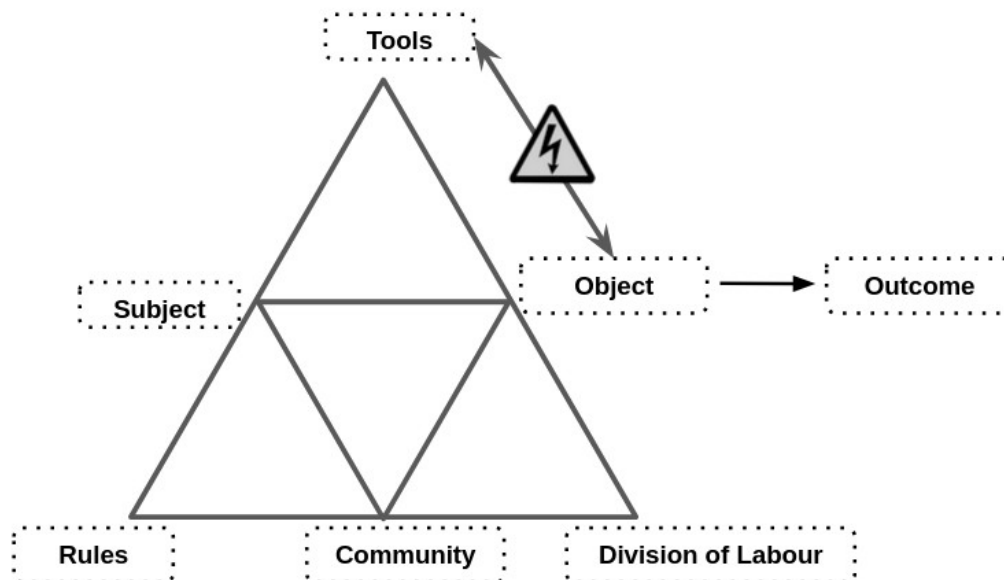 Tools
Subject
Object
Outcome
Rules
Community
Division of Labour